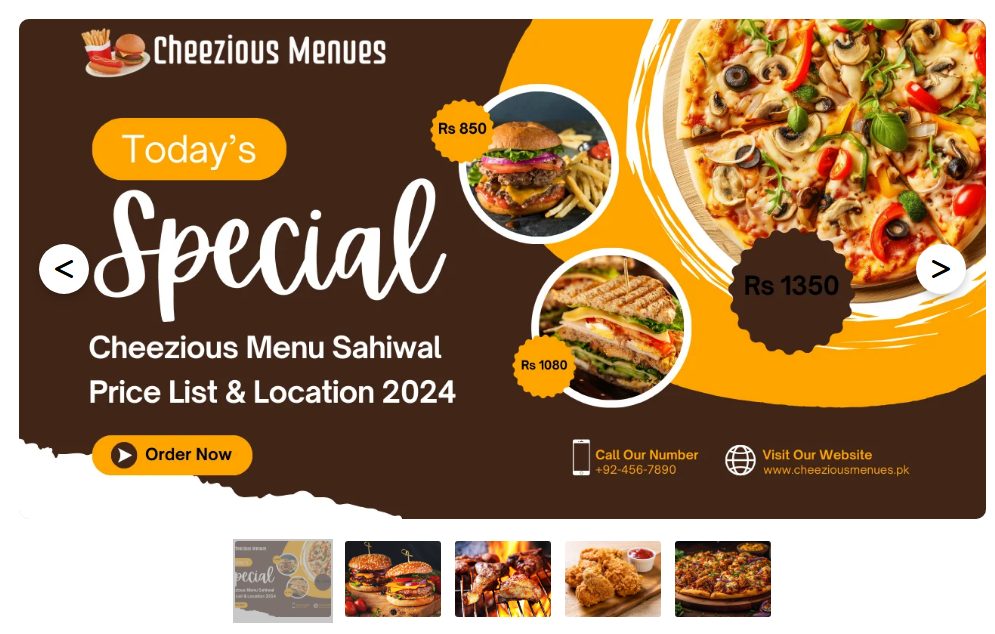 Cheezious Menues
Today's
Special
Cheezious Menu Sahiwal
Price List & Location 2024
Order Now
Rs 850
Rs 1080
Rs 1350
<
>
Call Our Number
+92-456-7890
Visit Our Website
www.cheeziousmenues.pk